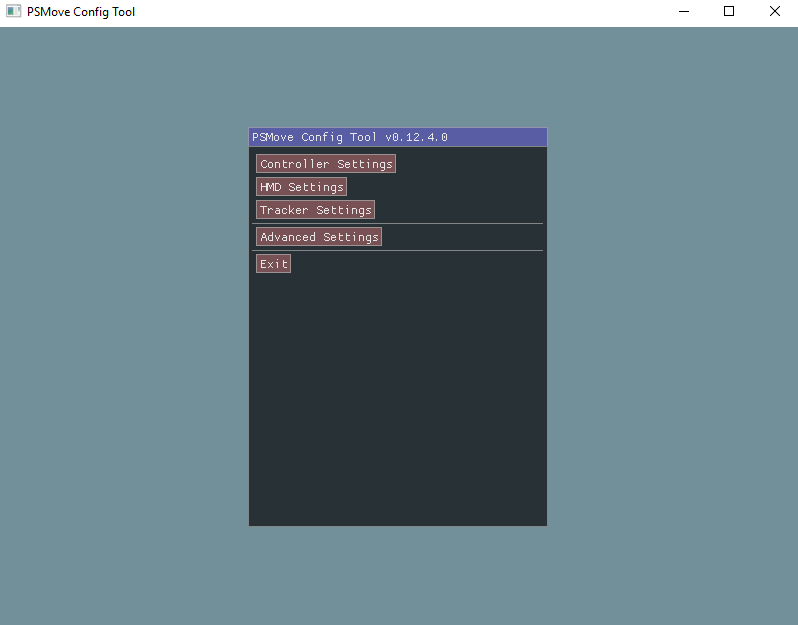 PSMove Config Tool
PSMove Config Tool v0.12.4.0
Controller Settings
HMD Settings
Tracker Settings
Advanced Settings
Exit